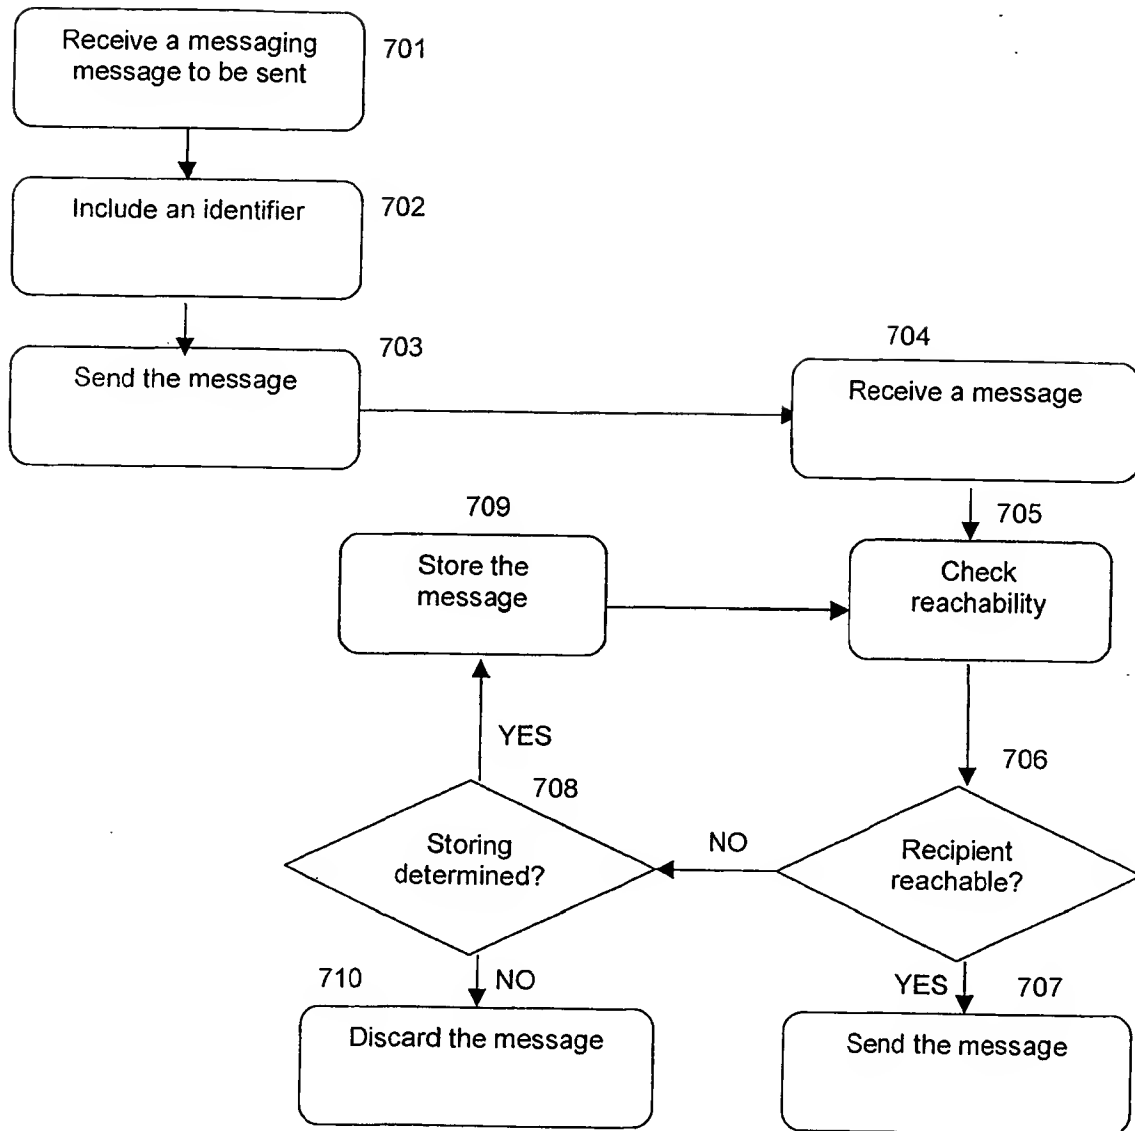 Receive a messaging
message to be sent
701
Include an identifier
702
Send the message
703
704
Receive a message
705
Check
reachability
709
Store the
message
YES
706
Recipient
reachable?
NO
708
Storing
determined?
710
NO
Discard the message
YES
707
Send the message